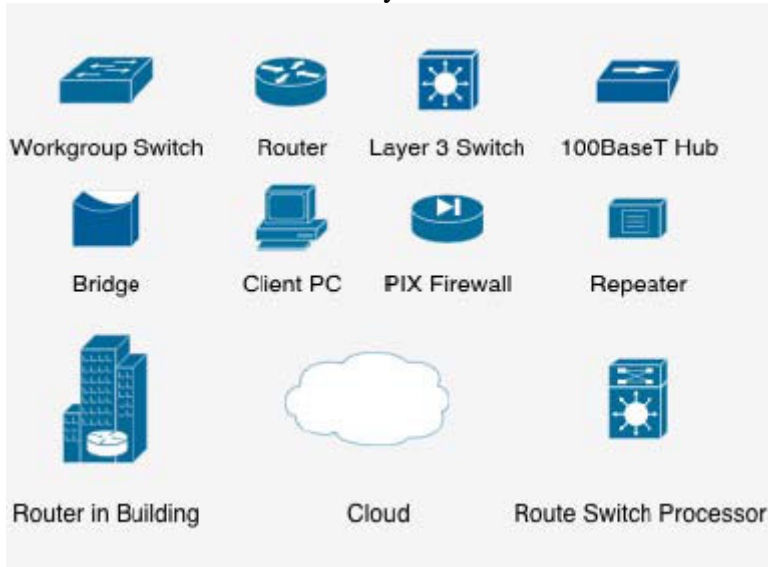 Workgroup Switch Router Layer 3 Switch 100BaseT Hub
Bridge Client PC PIX Firewall Repeater
Router in Building Cloud Route Switch Processor